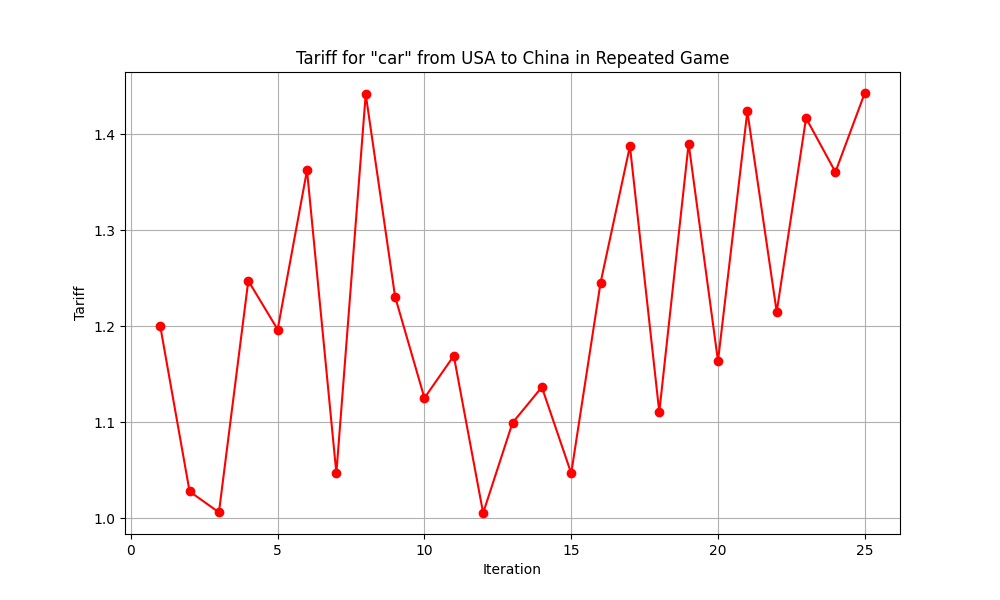 Tariff for "car" from USA to China in Repeated Game
Tariff
1.4
1.3
1.2
1.1
1.0
0 5 10 15 20 25
Iteration